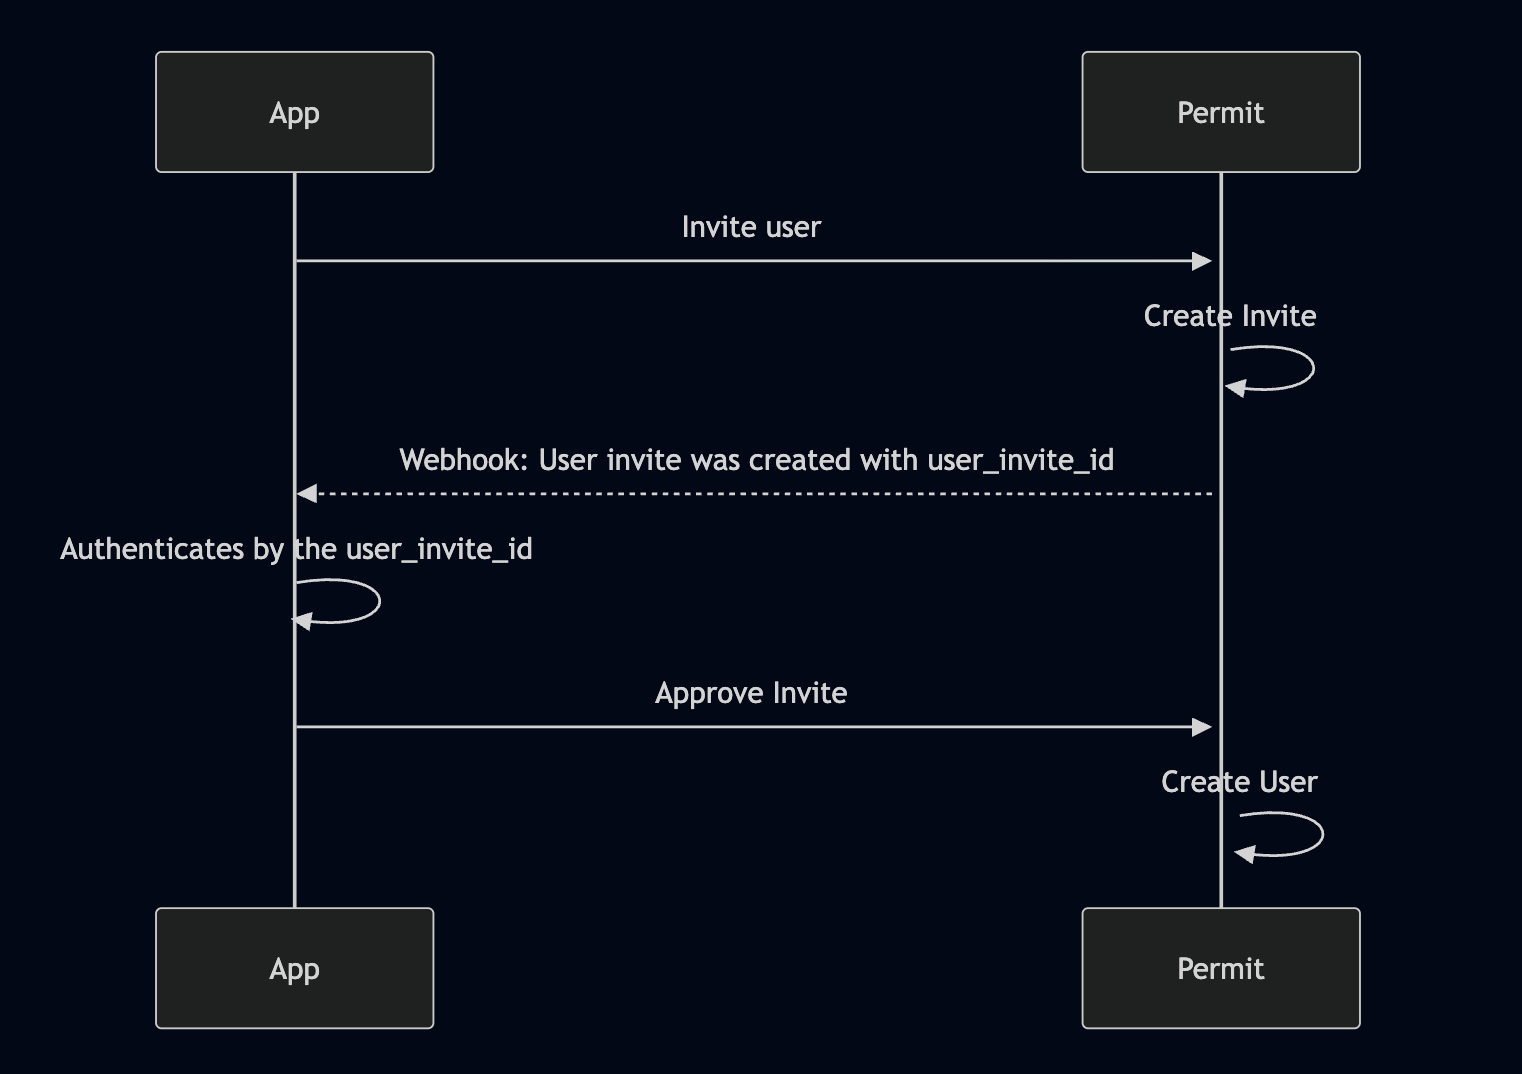 App
Permit
Invite user
Create Invite
Webhook: User invite was created with user_invite_id
Authenticates by the user_invite_id
Approve Invite
Create User
App
Permit